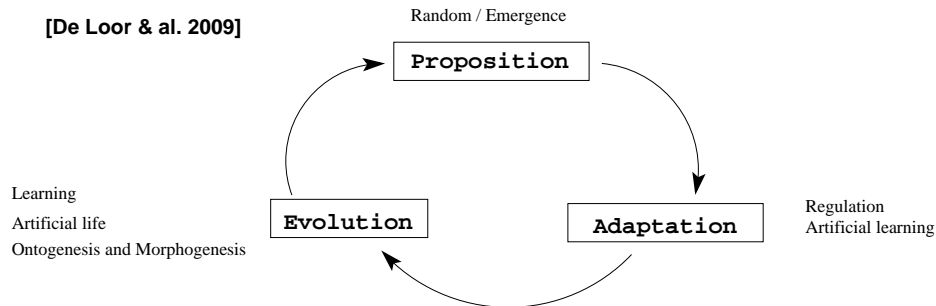 Random / Emergence
[De Loor & al. 2009]
Proposition
Learning
Artificial life
Ontogenesis and Morphogenesis
Evolution
Adaptation
Regulation
Artificial learning